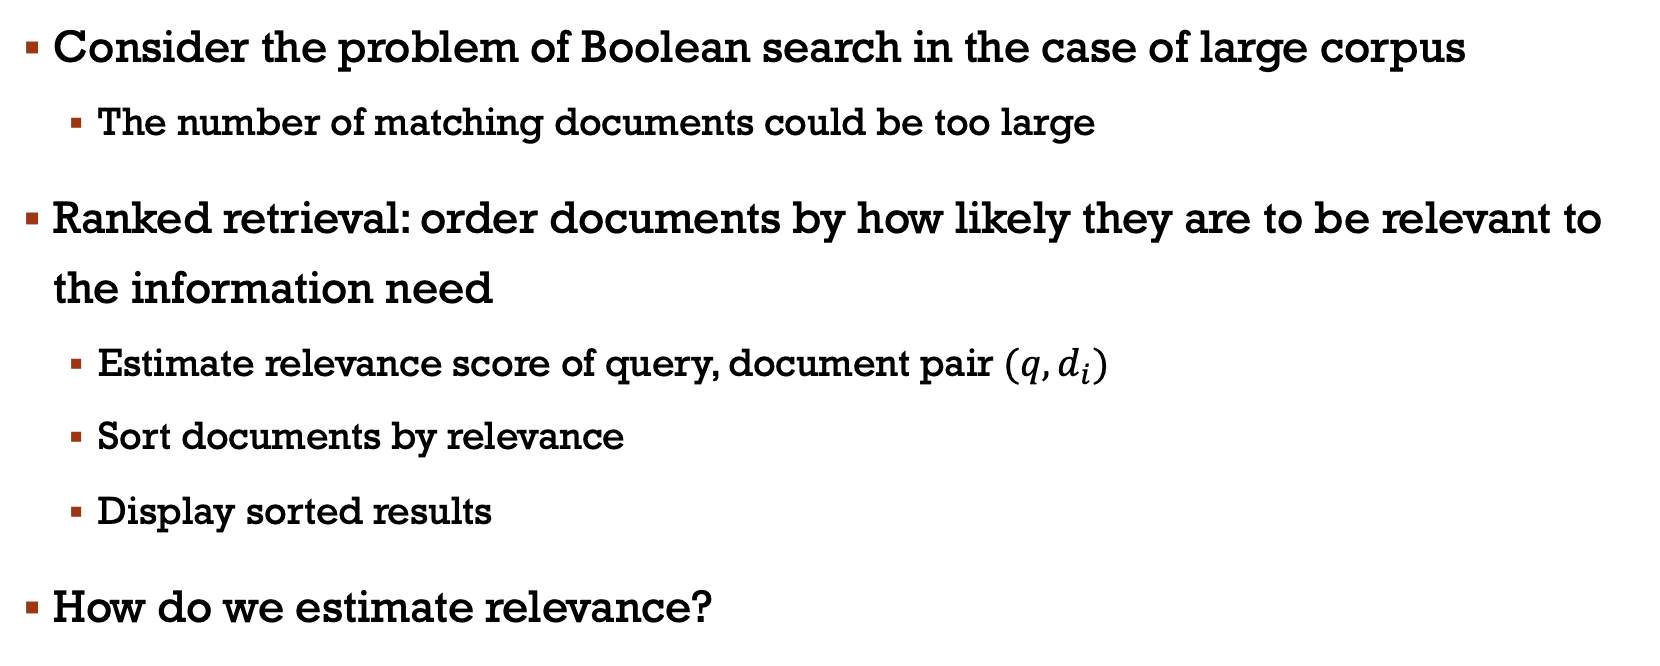 ▪ Consider the problem of Boolean search in the case of large corpus
▪ The number of matching documents could be too large
▪ Ranked retrieval: order documents by how likely they are to be relevant to
the information need
▪ Estimate relevance score of query, document pair (q, dᵢ)
▪ Sort documents by relevance
▪ Display sorted results
▪ How do we estimate relevance?